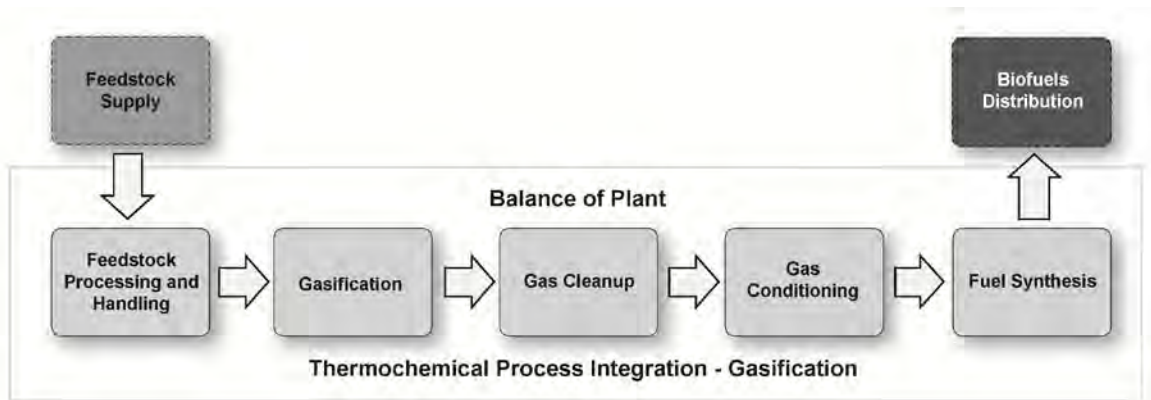 Feedstock
Supply
Biofuels
Distribution
Balance of Plant
Feedstock
Processing and
Handling
Gasification
Gas Cleanup
Gas
Conditioning
Fuel Synthesis
Thermochemical Process Integration - Gasification